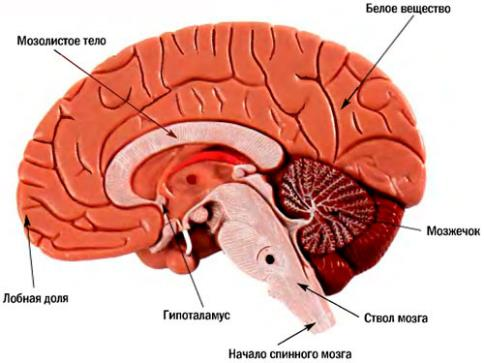 Белое вещество
Мозолистое тело
Мозжечок
Лобная доля
Гипоталамус
Ствол мозга
Начало спинного мозга